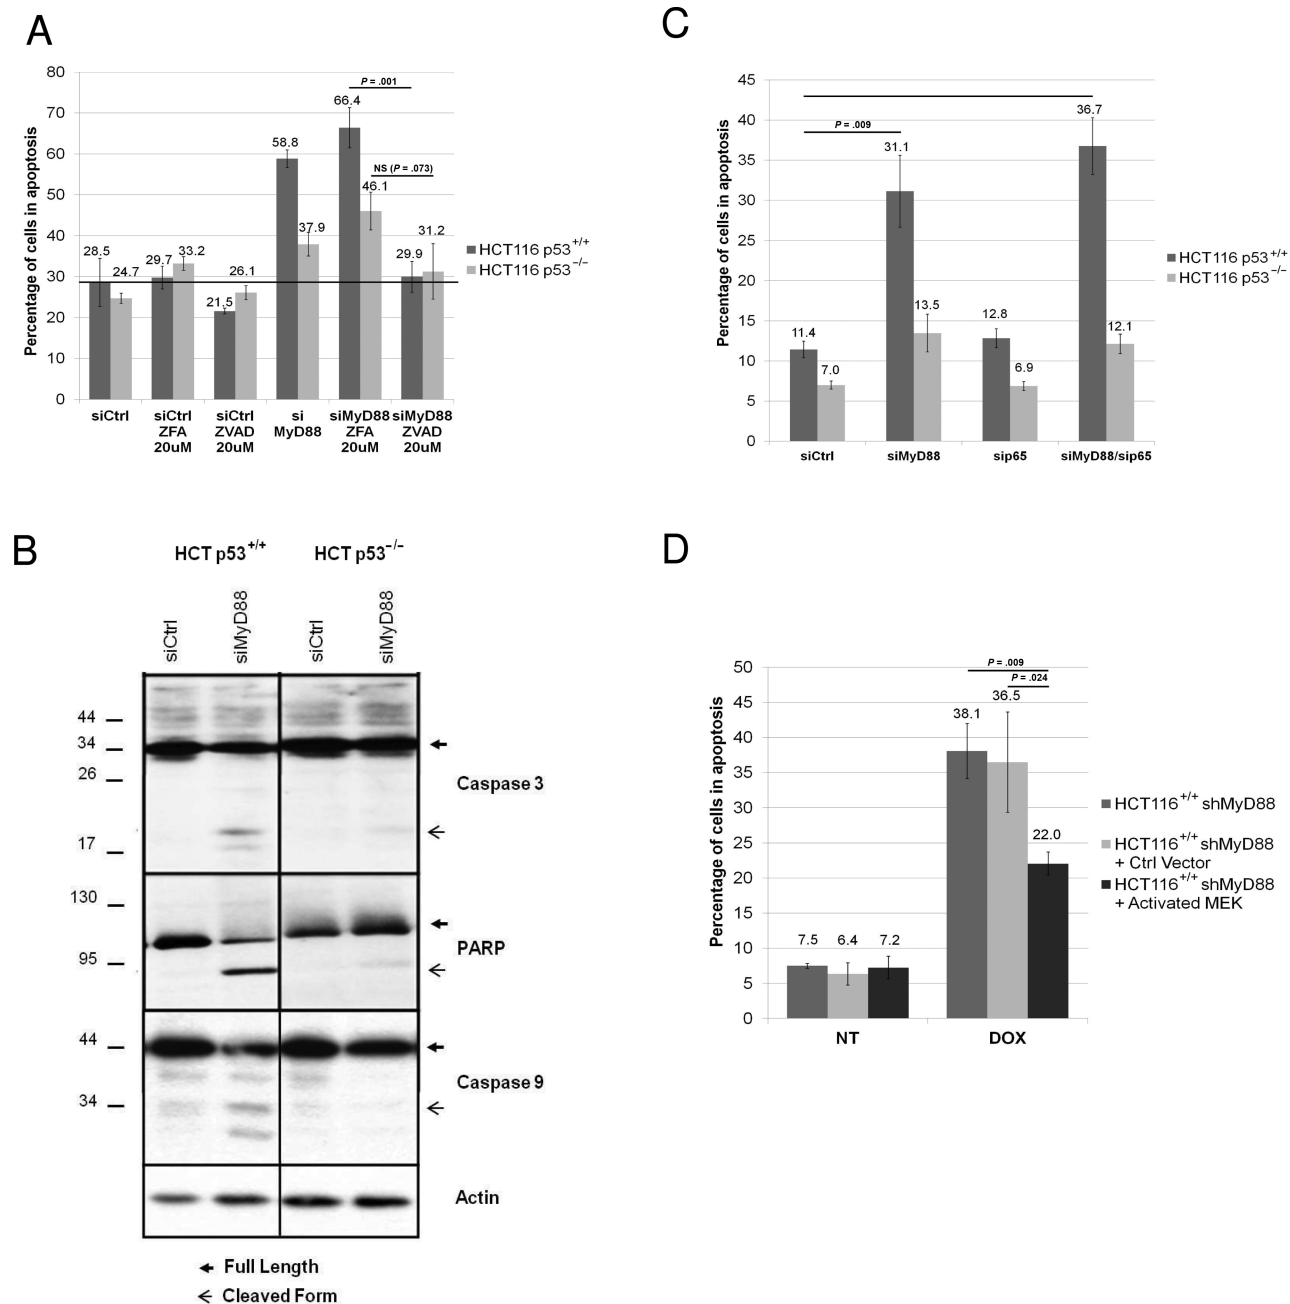 A
Percentage of cells in apoptosis
80
70
60
50
40
30
20
10
0
P = .001
NS (P = .073)
28.5
24.7
29.7
33.2
21.5
26.1
58.8
37.9
66.4
46.1
29.9
31.2
siCtrl
siCtrl ZFA 20uM
siCtrl ZVAD 20uM
si MyD88
siMyD88 ZFA 20uM
siMyD88 ZVAD 20uM
HCT116 p53+/+
HCT116 p53−/−
C
Percentage of cells in apoptosis
45
40
35
30
25
20
15
10
5
0
P = .009
11.4
7.0
31.1
13.5
12.8
6.9
36.7
12.1
siCtrl
siMyD88
sip65
siMyD88/sip65
HCT116 p53+/+
HCT116 p53−/−
B
HCT p53+/+
HCT p53−/−
siCtrl
siMyD88
siCtrl
siMyD88
44
34
26
17
Caspase 3
130
95
PARP
44
34
Caspase 9
Actin
Full Length
Cleaved Form
D
Percentage of cells in apoptosis
50
45
40
35
30
25
20
15
10
5
0
P = .009
P = .024
7.5
6.4
7.2
38.1
36.5
22.0
NT
DOX
HCT116+/+ shMyD88
HCT116+/+ shMyD88
+ Ctrl Vector
HCT116+/+ shMyD88
+ Activated MEK